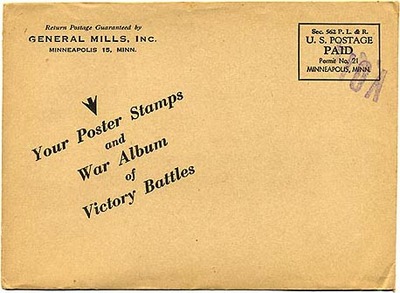 Return Postage Guaranteed by
GENERAL MILLS, INC.
MINNEAPOLIS 15, MINN.
Sec. 562 P. L. & R.
U. S. POSTAGE
PAID
Permit No. 21
MINNEAPOLIS, MINN.
Your Poster Stamps
and
War Album
of
Victory Battles